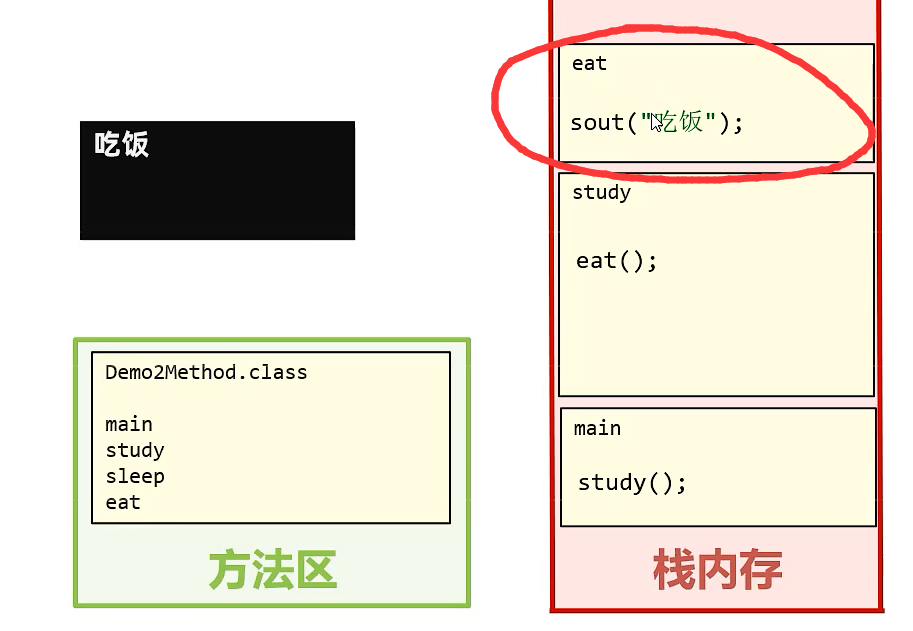 吃饭
Demo2Method.class
main
study
sleep
eat
方法区
eat
sout("吃饭");
study
eat();
main
study();
栈内存